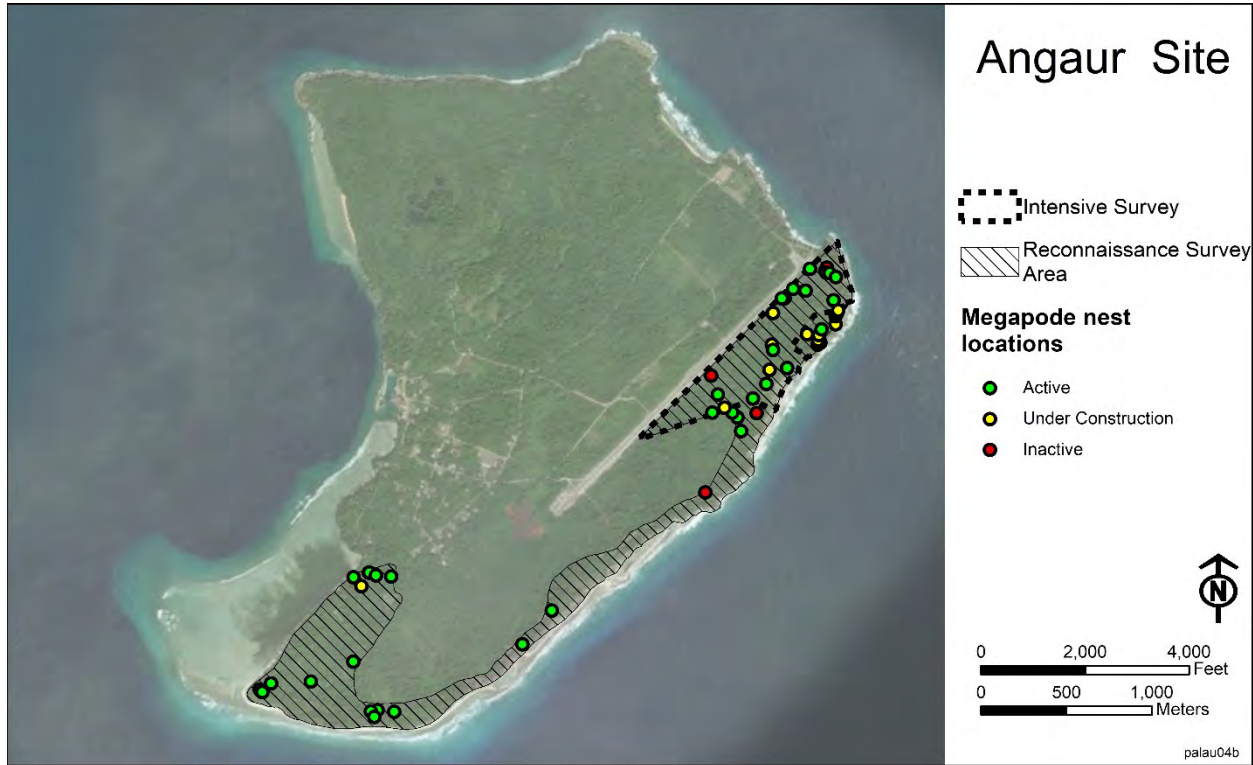 Angaur Site
Intensive Survey
Reconnaissance Survey
Area
Megapode nest
locations
Active
Under Construction
Inactive
N
0 2,000 4,000
Feet
0 500 1,000
Meters
palau04b